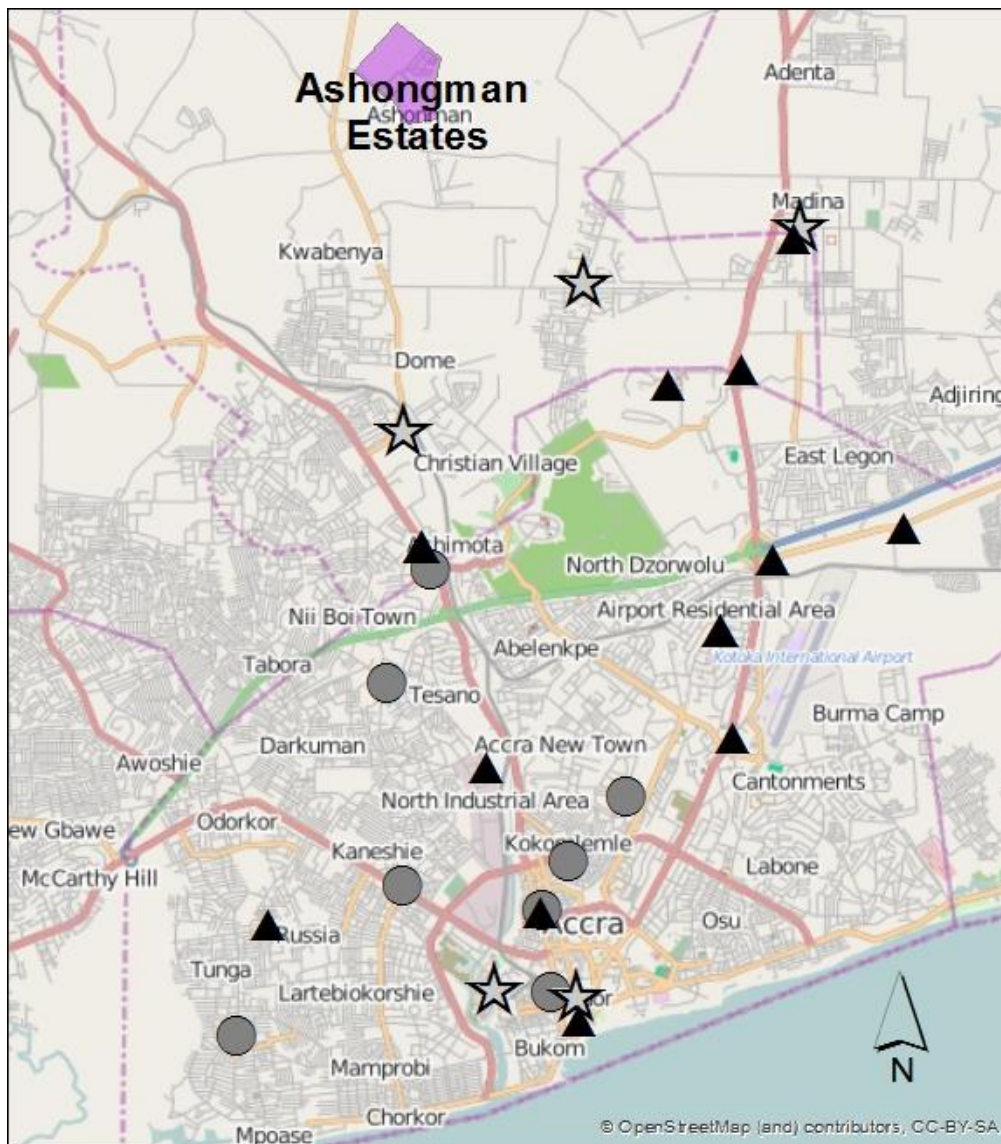 Adenta
Ashongman
Estates
Ashonman
Madina
Kwabenya
Dome
Adjiring
Christian Village
East Legon
North Dzorwolu
Nii Boi Town
Airport Residential Area
Abelenkpe
Kotoka International Airport
Tabora
Tesano
Burma Camp
Darkuman
Accra New Town
Awoshie
Cantonments
North Industrial Area
Odorkor
ew Gbawe
Kaneshie
McCarthy Hill
Labone
Osu
Accra
Russia
Tunga
Lartebiokorshie
Bukom
N
Mamprobi
Chorkor
© OpenStreetMap (and) contributors, CC-BY-SA
Mpoase